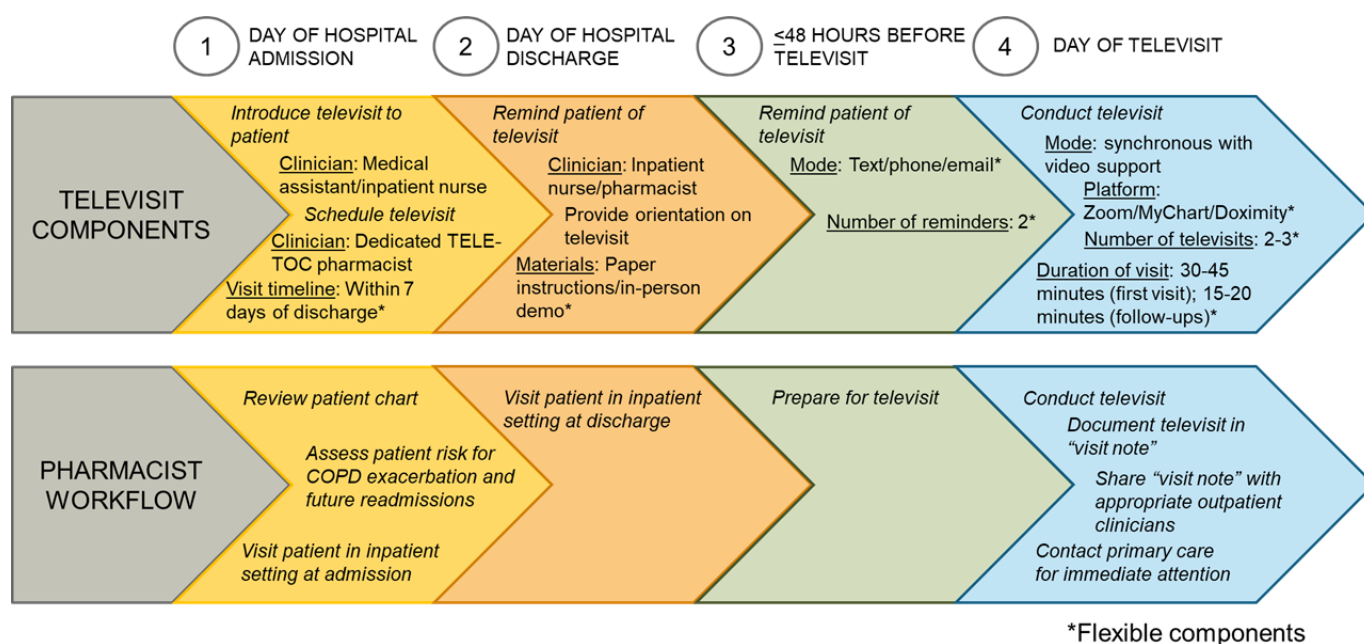 1
DAY OF HOSPITAL
ADMISSION
2
DAY OF HOSPITAL
DISCHARGE
3
≤48 HOURS BEFORE
TELEVISIT
4
DAY OF TELEVISIT
TELEVISIT
COMPONENTS
Introduce televisit to
patient
Clinician: Medical
assistant/inpatient nurse
Schedule televisit
Clinician: Dedicated TELE-
TOC pharmacist
Visit timeline: Within 7
days of discharge*
Remind patient of
televisit
Clinician: Inpatient
nurse/pharmacist
Provide orientation on
televisit
Materials: Paper
instructions/in-person
demo*
Remind patient of
televisit
Mode: Text/phone/email*
Number of reminders: 2*
Conduct televisit
Mode: synchronous with
video support
Platform:
Zoom/MyChart/Doximity*
Number of televisits: 2-3*
Duration of visit: 30-45
minutes (first visit); 15-20
minutes (follow-ups)*
PHARMACIST
WORKFLOW
Review patient chart
Assess patient risk for
COPD exacerbation and
future readmissions
Visit patient in inpatient
setting at admission
Visit patient in inpatient
setting at discharge
Prepare for televisit
Conduct televisit
Document televisit in
“visit note”
Share “visit note” with
appropriate outpatient
clinicians
Contact primary care
for immediate attention
*Flexible components